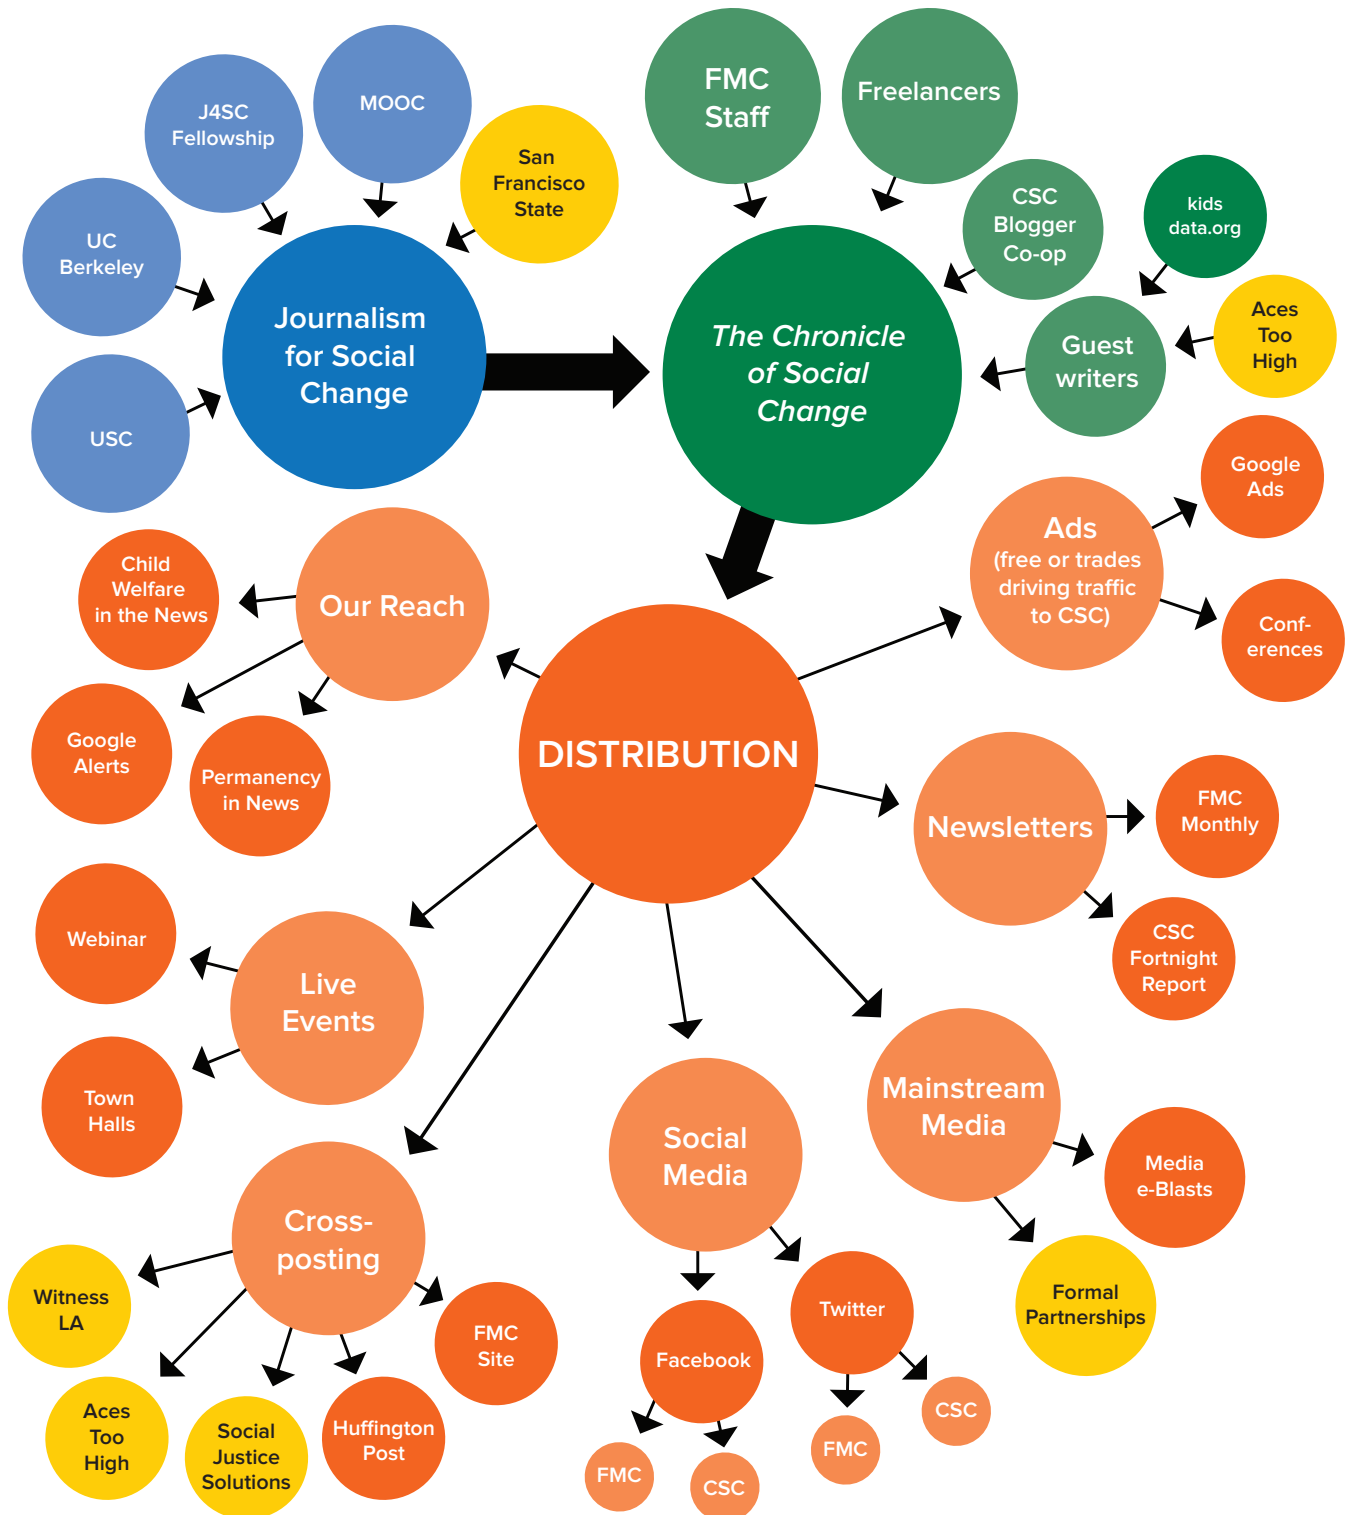 J4SC
Fellowship
MOOC
San
Francisco
State
UC
Berkeley
USC
Journalism
for Social
Change
FMC
Staff
Freelancers
CSC
Blogger
Co-op
kids
data.org
Aces
Too
High
Guest
writers
The Chronicle
of Social
Change
Google
Ads
Ads
(free or trades
driving traffic
to CSC)
Conf-
erences
Child
Welfare
in the News
Our Reach
Google
Alerts
Permanency
in News
DISTRIBUTION
Newsletters
FMC
Monthly
CSC
Fortnight
Report
Webinar
Live
Events
Town
Halls
Mainstream
Media
Media
e-Blasts
Formal
Partnerships
Social
Media
Facebook
FMC
CSC
Twitter
FMC
CSC
Cross-
posting
Witness
LA
Aces
Too
High
Social
Justice
Solutions
Huffington
Post
FMC
Site